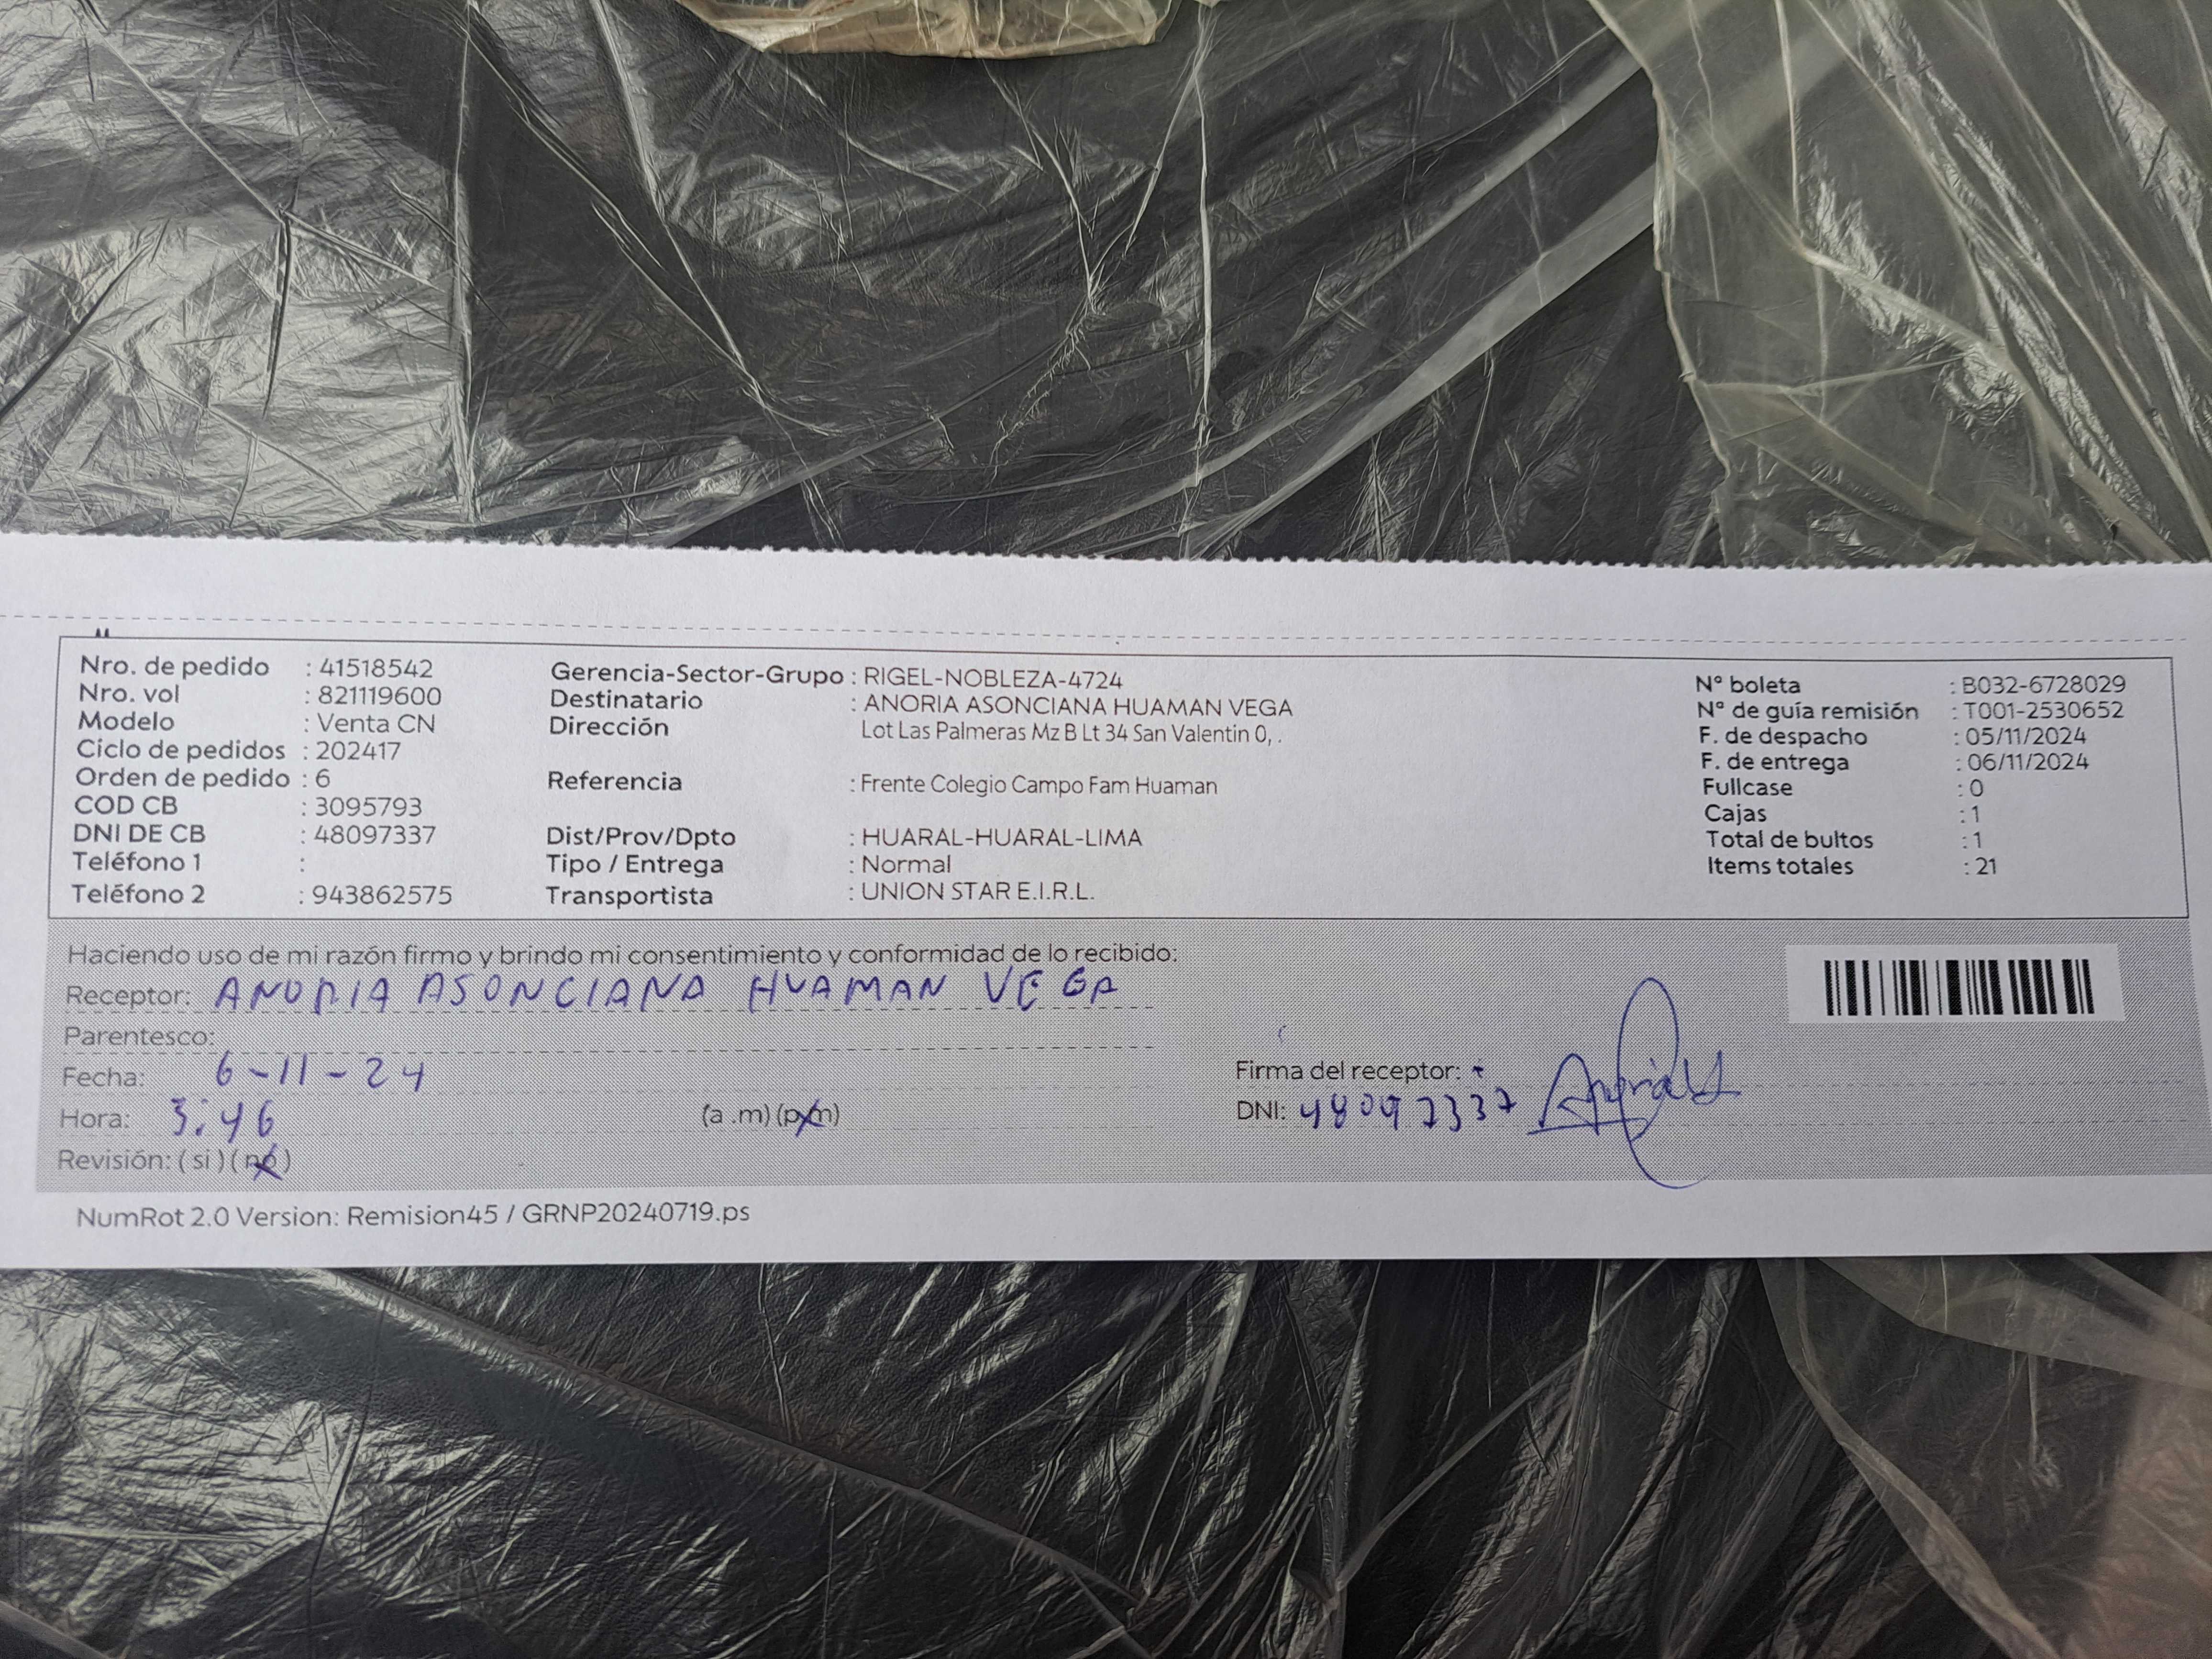 Nro. de pedido : 41518542
Nro. vol : 821119600
Modelo : Venta CN
Ciclo de pedidos : 202417
Orden de pedido : 6
COD CB : 3095793
DNI DE CB : 48097337
Teléfono 1 :
Teléfono 2 : 943862575
Gerencia-Sector-Grupo : RIGEL-NOBLEZA-4724
Destinatario : ANORIA ASONCIANA HUAMAN VEGA
Dirección Lot Las Palmeras Mz B Lt 34 San Valentin 0, .
Referencia : Frente Colegio Campo Fam Huaman
Dist/Prov/Dpto : HUARAL-HUARAL-LIMA
Tipo / Entrega : Normal
Transportista : UNION STAR E.I.R.L.
N° boleta : B032-6728029
N° de guía remisión : T001-2530652
F. de despacho : 05/11/2024
F. de entrega : 06/11/2024
Fullcase : 0
Cajas : 1
Total de bultos : 1
Items totales : 21
Haciendo uso de mi razón firmo y brindo mi consentimiento y conformidad de lo recibido:
Receptor: ANORIA ASONCIANA HUAMAN VEGA
Parentesco:
Fecha: 6-11-24
Hora: 3:46 (a .m) (p.m)
Revisión: ( si ) ( no )
Firma del receptor:
DNI: 48097337
NumRot 2.0 Version: Remision45 / GRNP20240719.ps